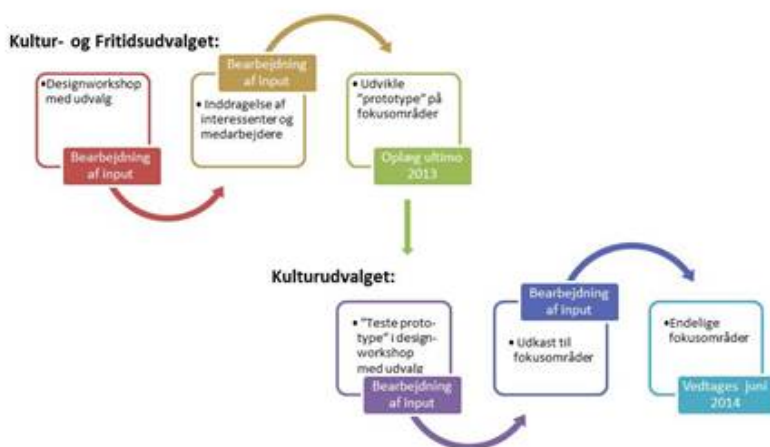 Kultur- og Fritidsudvalget:
•Designworkshop
med udvalg
Bearbejdning
af input
Bearbejdning
af input
• Inddragelse af
interessenter og
medarbejdere
• Udvikle
"prototype" på
fokusområder
Oplæg ultimo
2013
Kulturudvalget:
• "Teste proto-
type" i design-
workshop
med udvalg
Bearbejdning
af input
Bearbejdning
af input
• Udkast til
fokusområder
•Endelige
fokusområder
Vedtages juni
2014